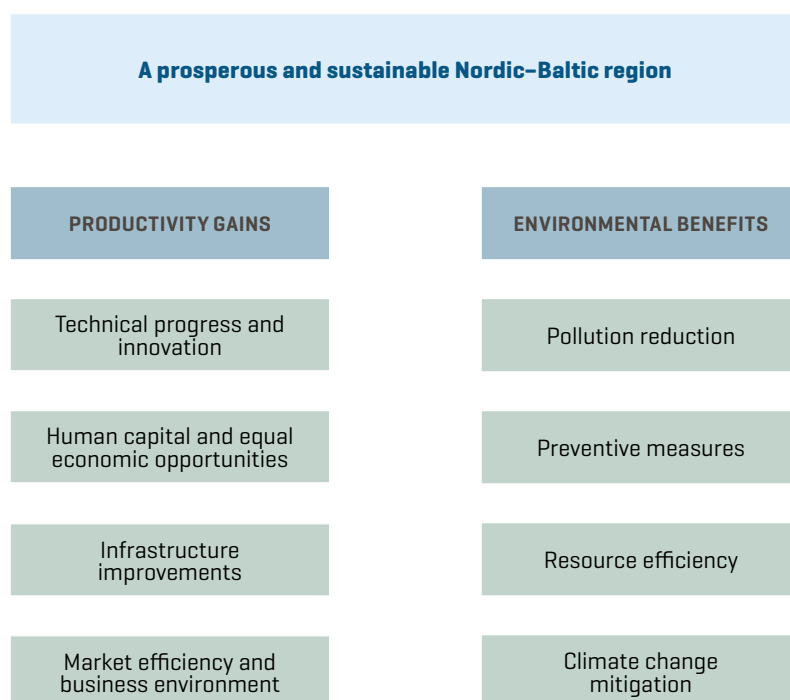 A prosperous and sustainable Nordic–Baltic region
PRODUCTIVITY GAINS
Technical progress and
innovation
Human capital and equal
economic opportunities
Infrastructure
improvements
Market efficiency and
business environment
ENVIRONMENTAL BENEFITS
Pollution reduction
Preventive measures
Resource efficiency
Climate change
mitigation